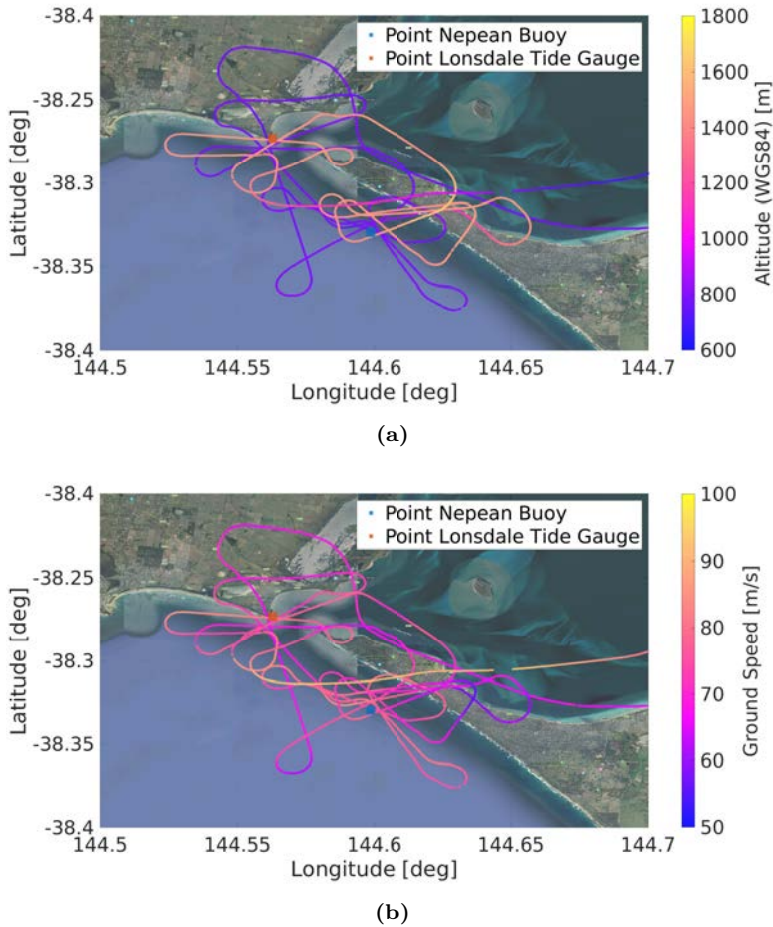 Point Nepean Buoy
Point Lonsdale Tide Gauge
-38.25
-38.3
-38.35
-38.4
Latitude [deg]
144.5 144.55 144.6 144.65 144.7
Longitude [deg]
1800
1600
1400
1200
1000
800
600
Altitude (WGS84) [m]
(a)
-38.4
Point Nepean Buoy
Point Lonsdale Tide Gauge
-38.25
-38.3
-38.35
-38.4
Latitude [deg]
144.5 144.55 144.6 144.65 144.7
Longitude [deg]
100
90
80
70
60
50
Ground Speed [m/s]
(b)